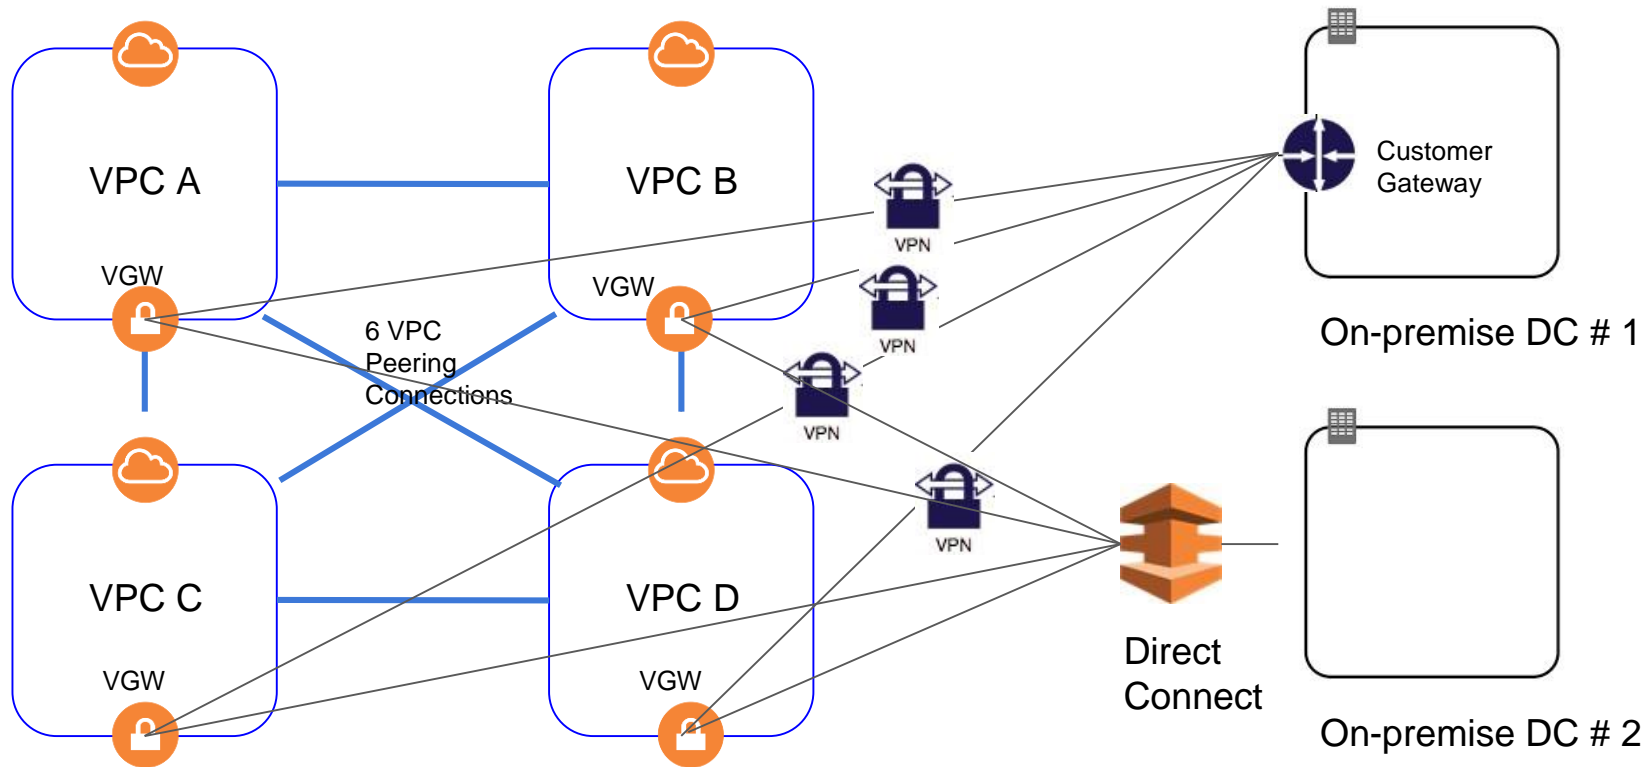 VPC A
VPC B
VGW
VGW
6 VPC
Peering
Connections
VPN
VPN
VPN
VPN
Customer
Gateway
On-premise DC # 1
VPC C
VPC D
VGW
VGW
Direct
Connect
On-premise DC # 2